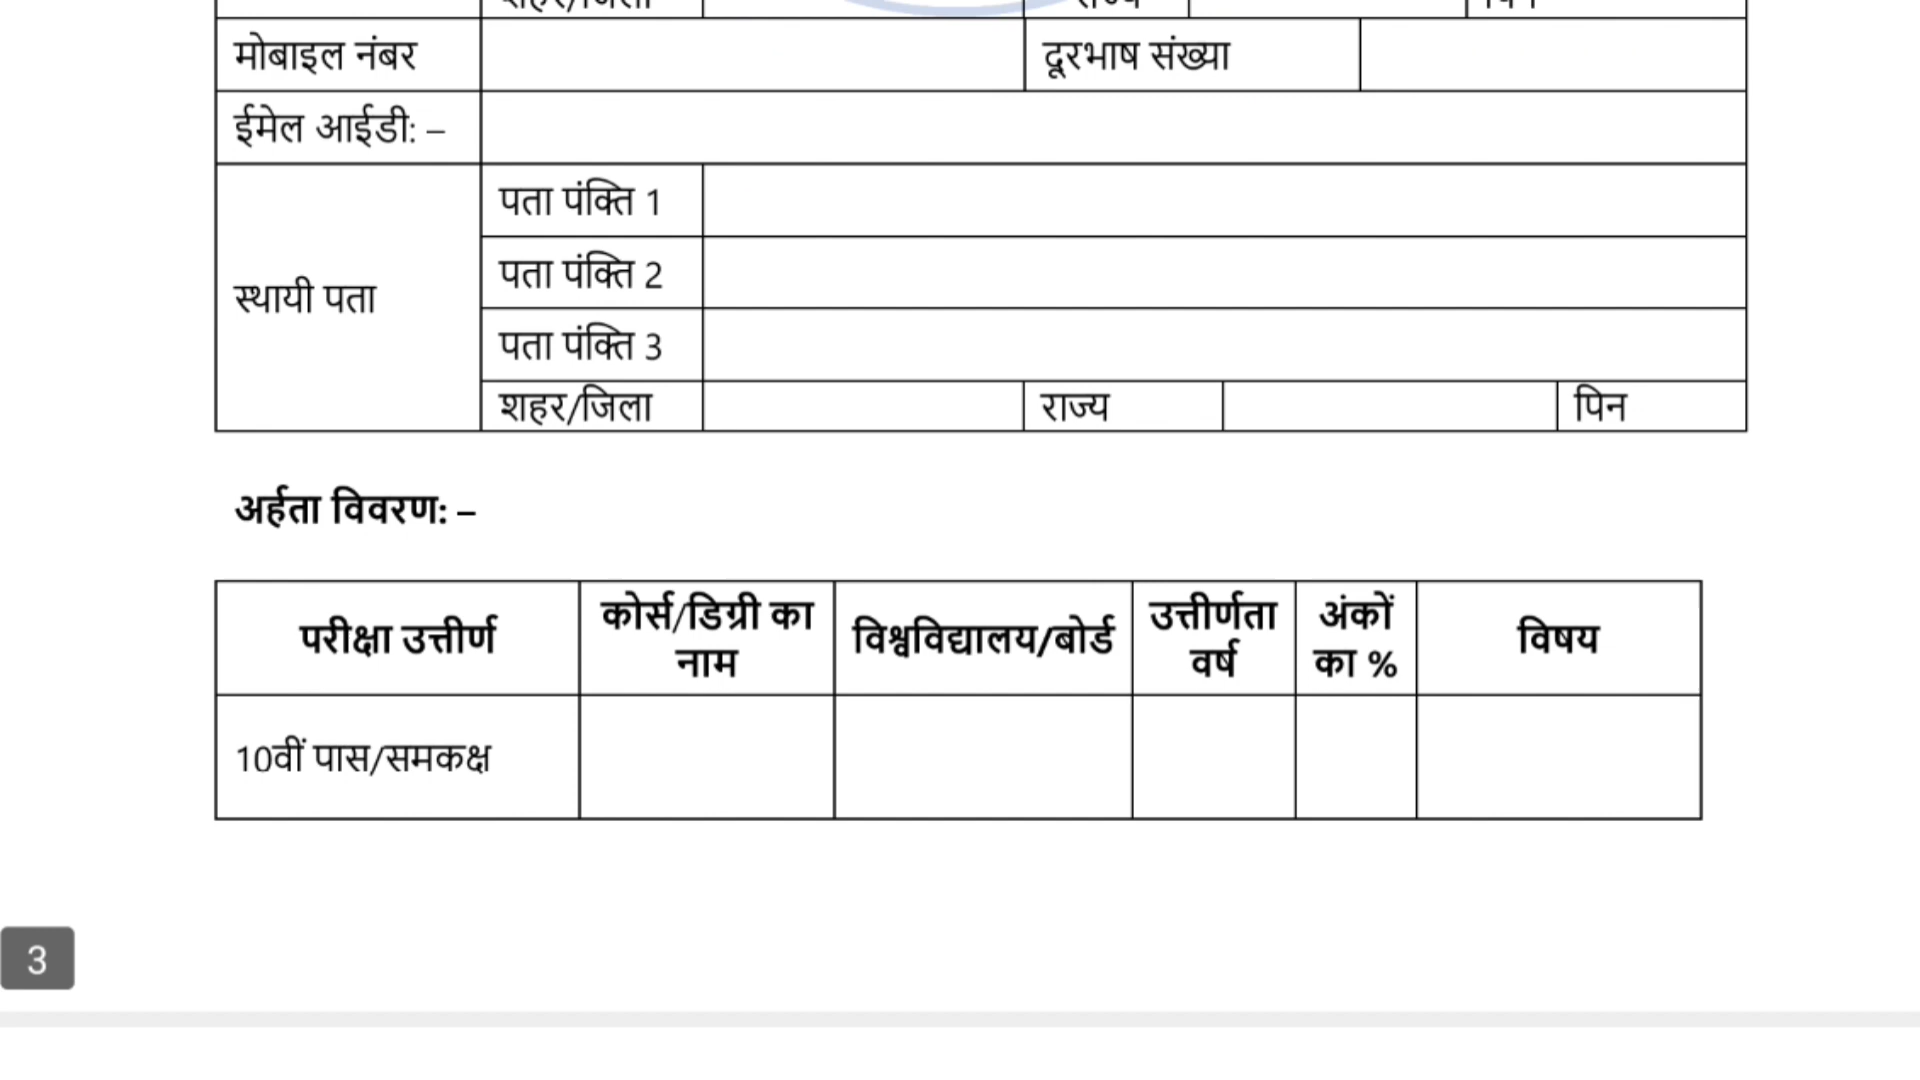 मोबाइल नंबर दूरभाष संख्या
ईमेल आईडी: –
स्थायी पता
पता पंक्ति 1
पता पंक्ति 2
पता पंक्ति 3
शहर/जिला राज्य पिन
अर्हता विवरण: –
परीक्षा उत्तीर्ण
कोर्स/डिग्री का
नाम
विश्वविद्यालय/बोर्ड
उत्तीर्णता
वर्ष
अंकों
का %
विषय
10वीं पास/समकक्ष
3